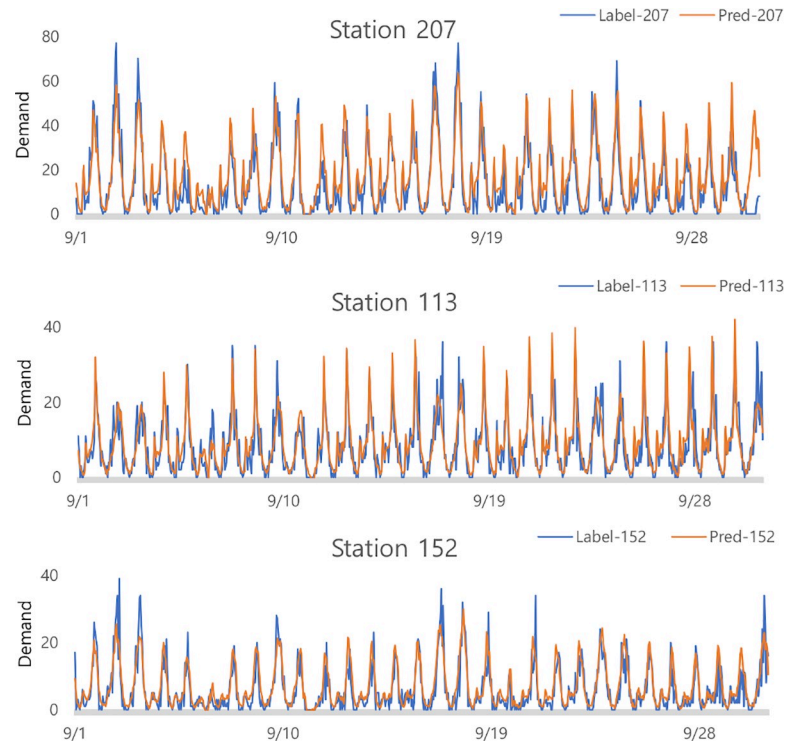 Station 207
Label-207 Pred-207
Demand
80
60
40
20
0
9/1 9/10 9/19 9/28
Station 113
Label-113 Pred-113
Demand
40
20
0
9/1 9/10 9/19 9/28
Station 152
Label-152 Pred-152
Demand
40
20
0
9/1 9/10 9/19 9/28